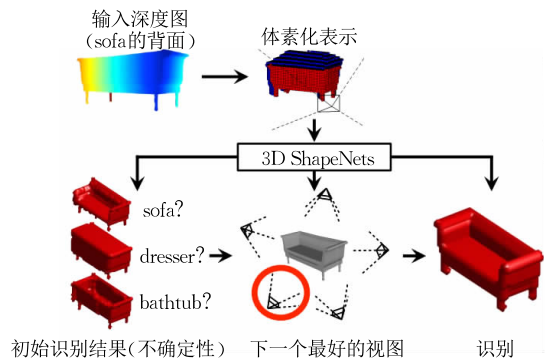 输入深度图
(sofa的背面)
体素化表示
3D ShapeNets
sofa?
dresser?
bathtub?
初始识别结果(不确定性)
下一个最好的视图
识别